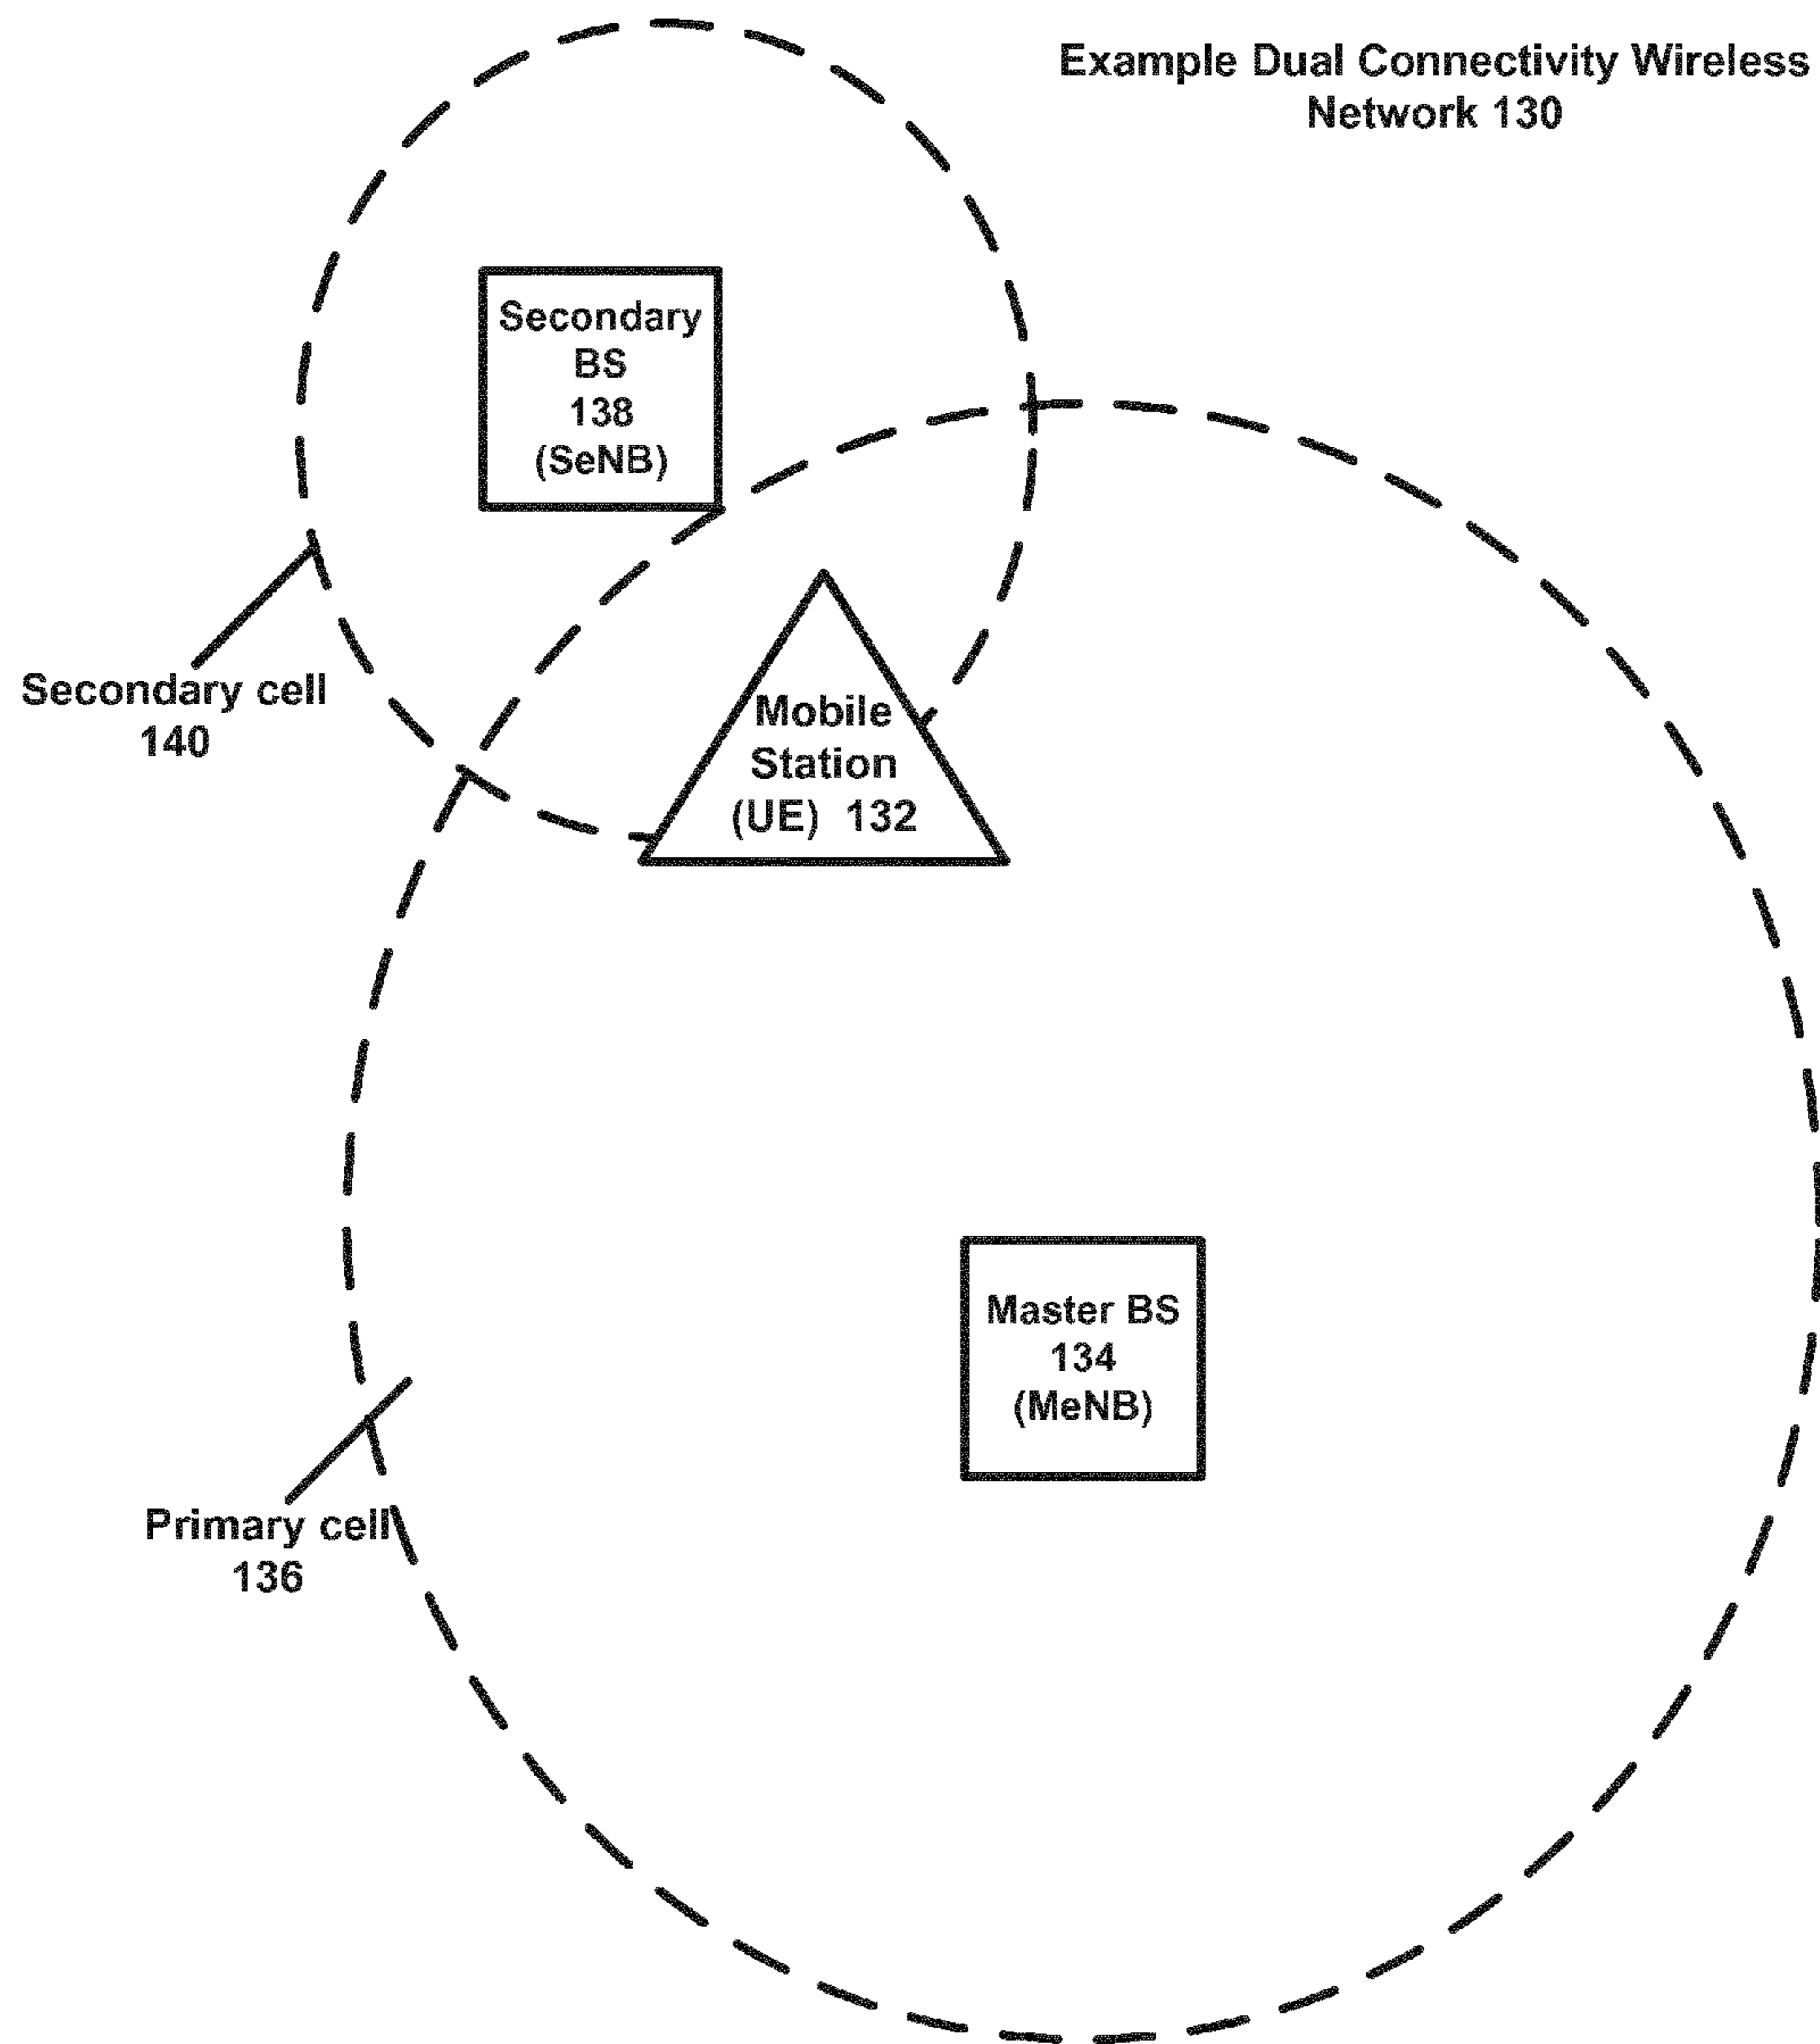 Example Dual Connectivity Wireless
Network 130
Secondary
BS
138
(SeNB)
Secondary cell
140
Mobile
Station
(UE) 132
Master BS
134
(MeNB)
Primary cell
136